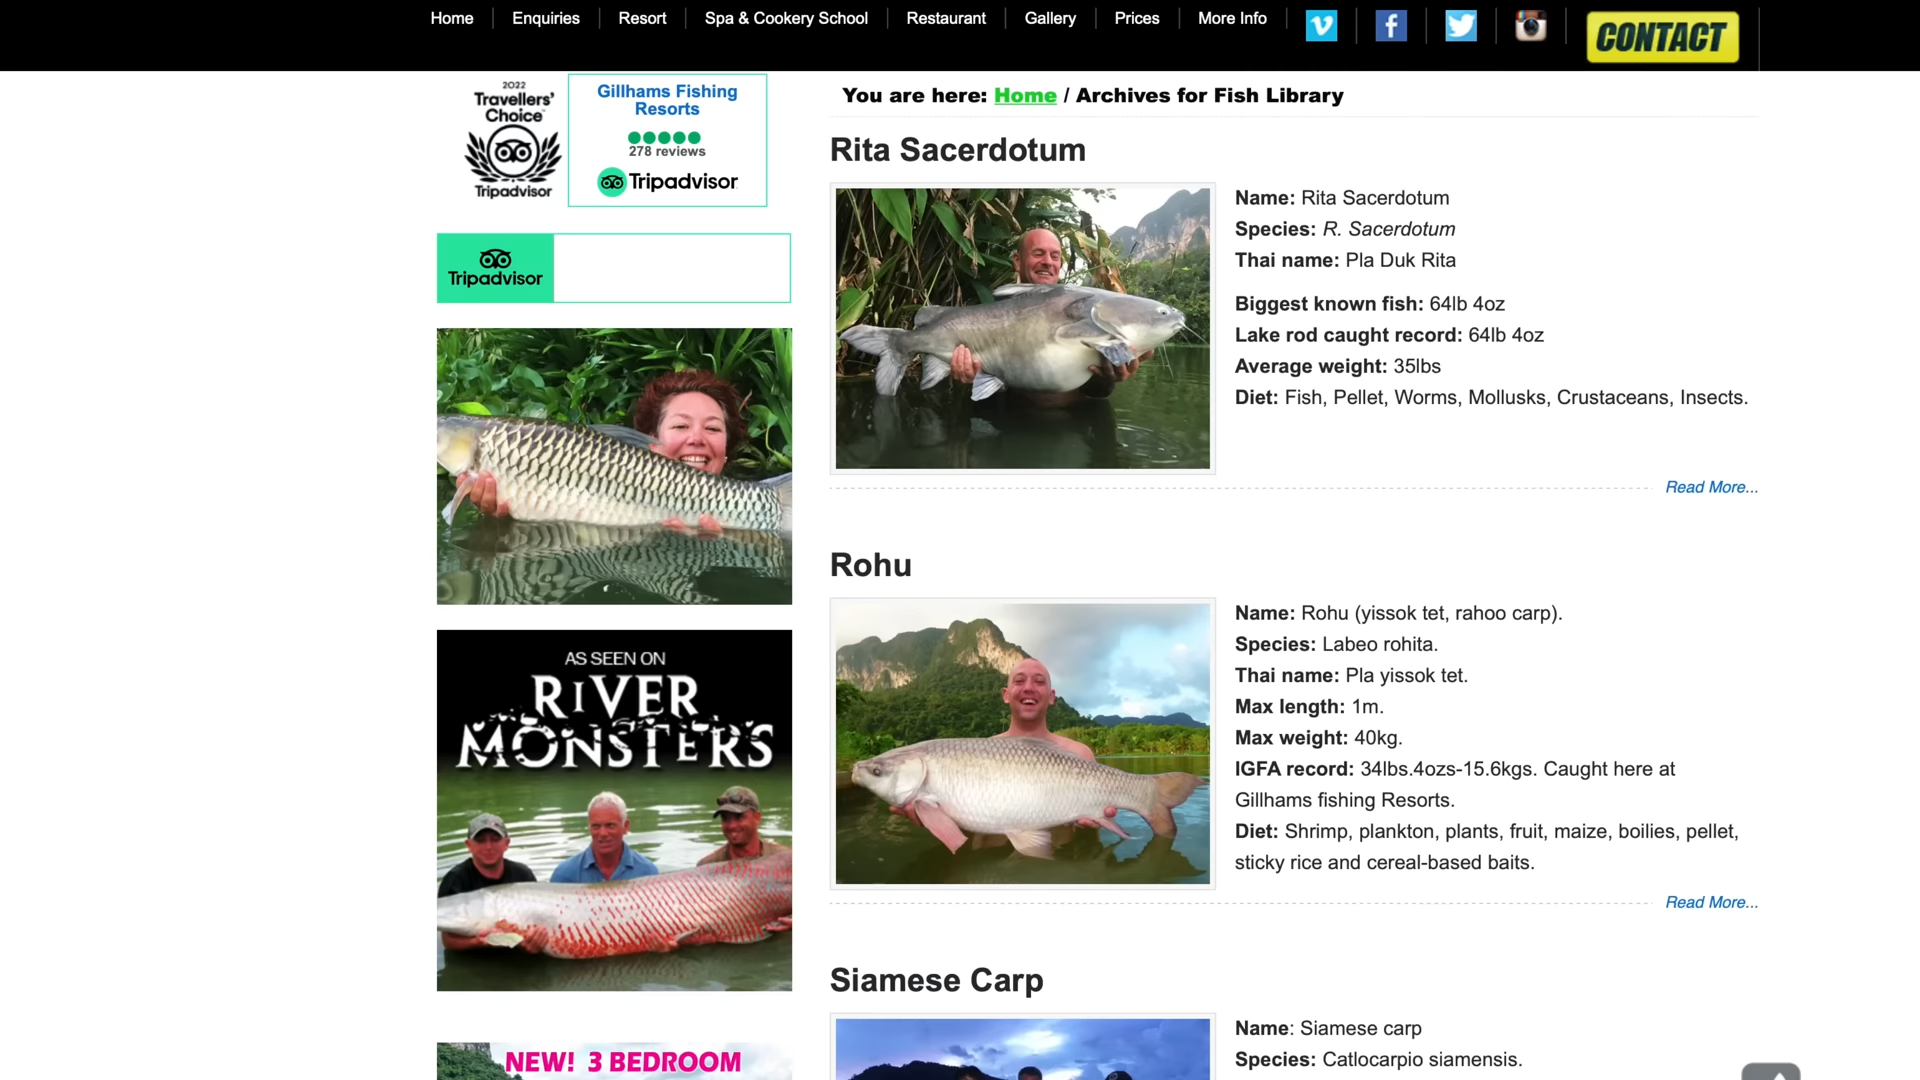 Home
Enquiries
Resort
Spa & Cookery School
Restaurant
Gallery
Prices
More Info
CONTACT
2022
Travellers'
Choice™
Tripadvisor
Gillhams Fishing
Resorts
278 reviews
Tripadvisor
Tripadvisor
AS SEEN ON
RIVER
MONSTERS
NEW! 3 BEDROOM
You are here: Home / Archives for Fish Library
Rita Sacerdotum
Name: Rita Sacerdotum
Species: R. Sacerdotum
Thai name: Pla Duk Rita
Biggest known fish: 64lb 4oz
Lake rod caught record: 64lb 4oz
Average weight: 35lbs
Diet: Fish, Pellet, Worms, Mollusks, Crustaceans, Insects.
Read More...
Rohu
Name: Rohu (yissok tet, rahoo carp).
Species: Labeo rohita.
Thai name: Pla yissok tet.
Max length: 1m.
Max weight: 40kg.
IGFA record: 34lbs.4ozs-15.6kgs. Caught here at
Gillhams fishing Resorts.
Diet: Shrimp, plankton, plants, fruit, maize, boilies, pellet,
sticky rice and cereal-based baits.
Read More...
Siamese Carp
Name: Siamese carp
Species: Catlocarpio siamensis.